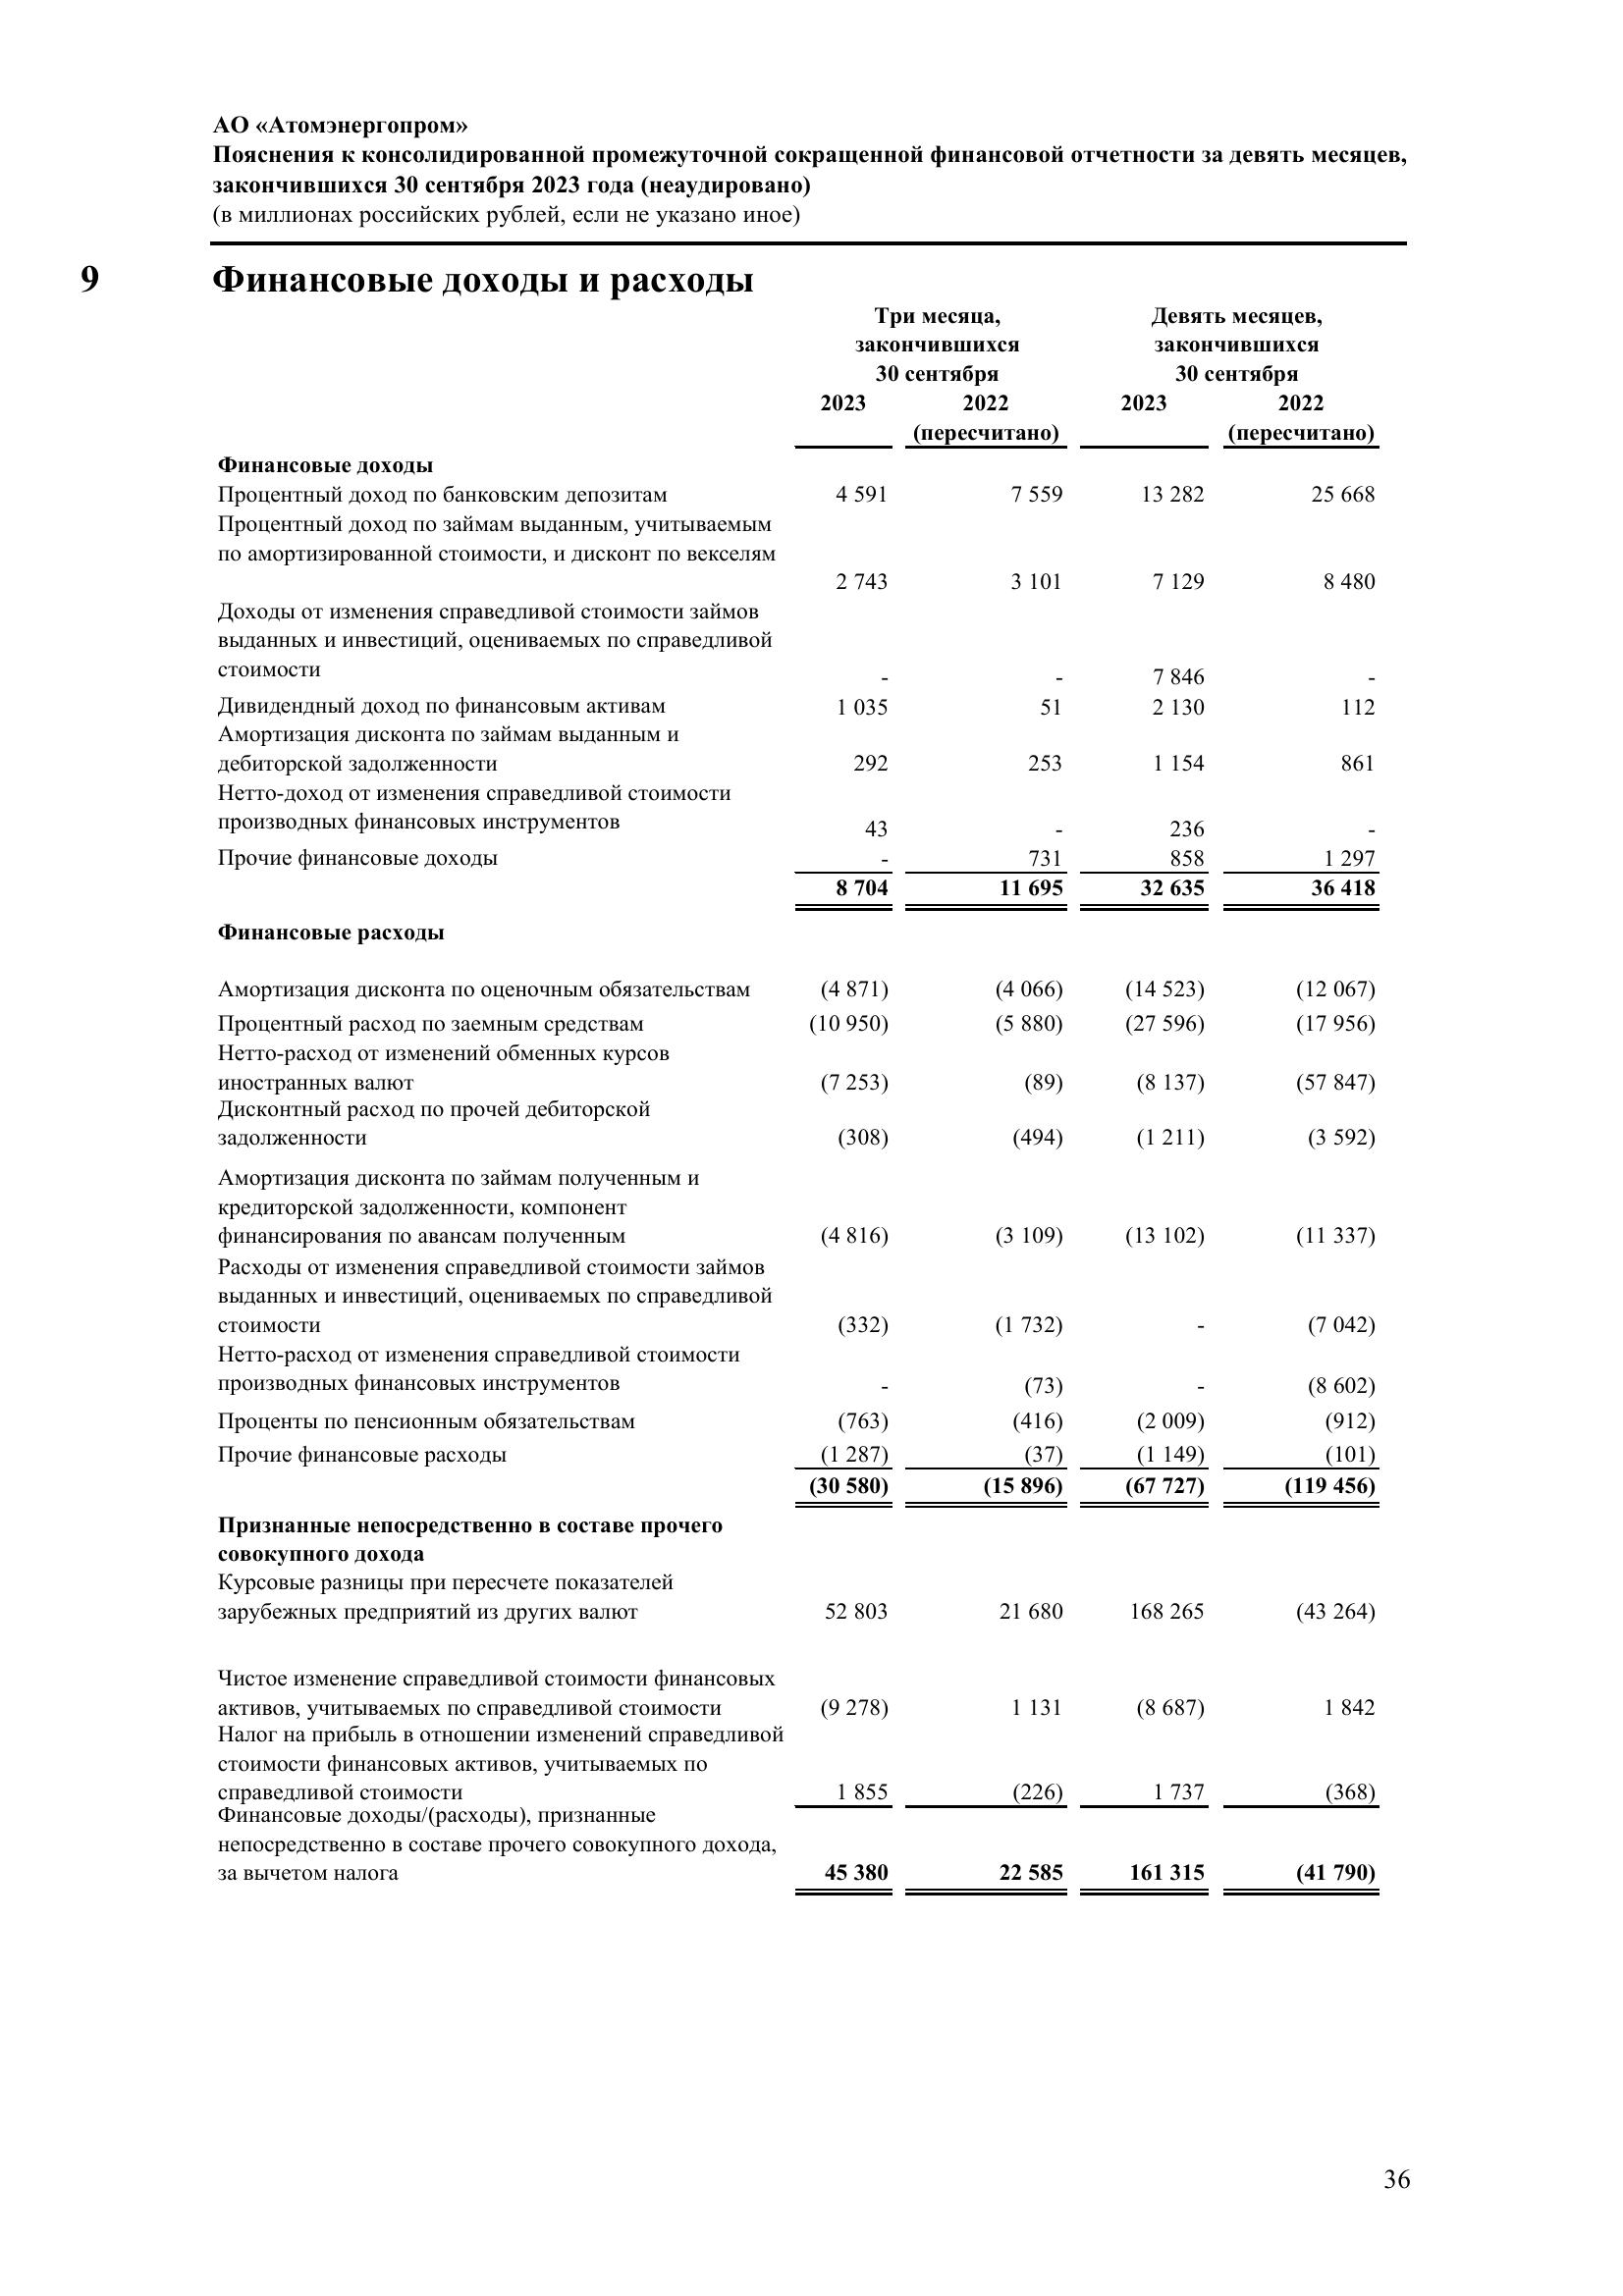 АО «Атомэнергопром»
Пояснения к консолидированной промежуточной сокращенной финансовой отчетности за девять месяцев,
закончившихся 30 сентября 2023 года (неаудировано)
(в миллионах российских рублей, если не указано иное)
9 Финансовые доходы и расходы
Три месяца, Девять месяцев,
закончившихся закончившихся
30 сентября 30 сентября
2023 2022 2023 2022
(пересчитано) (пересчитано)
Финансовые доходы
Процентный доход по банковским депозитам 4 591 7 559 13 282 25 668
Процентный доход по займам выданным, учитываемым
по амортизированной стоимости, и дисконт по векселям
2 743 3 101 7 129 8 480
Доходы от изменения справедливой стоимости займов
выданных и инвестиций, оцениваемых по справедливой
стоимости - - 7 846 -
Дивидендный доход по финансовым активам 1 035 51 2 130 112
Амортизация дисконта по займам выданным и
дебиторской задолженности 292 253 1 154 861
Нетто-доход от изменения справедливой стоимости
производных финансовых инструментов 43 - 236 -
Прочие финансовые доходы - 731 858 1 297
8 704 11 695 32 635 36 418
Финансовые расходы
Амортизация дисконта по оценочным обязательствам (4 871) (4 066) (14 523) (12 067)
Процентный расход по заемным средствам (10 950) (5 880) (27 596) (17 956)
Нетто-расход от изменений обменных курсов
иностранных валют (7 253) (89) (8 137) (57 847)
Дисконтный расход по прочей дебиторской
задолженности (308) (494) (1 211) (3 592)
Амортизация дисконта по займам полученным и
кредиторской задолженности, компонент
финансирования по авансам полученным (4 816) (3 109) (13 102) (11 337)
Расходы от изменения справедливой стоимости займов
выданных и инвестиций, оцениваемых по справедливой
стоимости (332) (1 732) - (7 042)
Нетто-расход от изменения справедливой стоимости
производных финансовых инструментов - (73) - (8 602)
Проценты по пенсионным обязательствам (763) (416) (2 009) (912)
Прочие финансовые расходы (1 287) (37) (1 149) (101)
(30 580) (15 896) (67 727) (119 456)
Признанные непосредственно в составе прочего
совокупного дохода
Курсовые разницы при пересчете показателей
зарубежных предприятий из других валют 52 803 21 680 168 265 (43 264)
Чистое изменение справедливой стоимости финансовых
активов, учитываемых по справедливой стоимости (9 278) 1 131 (8 687) 1 842
Налог на прибыль в отношении изменений справедливой
стоимости финансовых активов, учитываемых по
справедливой стоимости 1 855 (226) 1 737 (368)
Финансовые доходы/(расходы), признанные
непосредственно в составе прочего совокупного дохода,
за вычетом налога 45 380 22 585 161 315 (41 790)
36